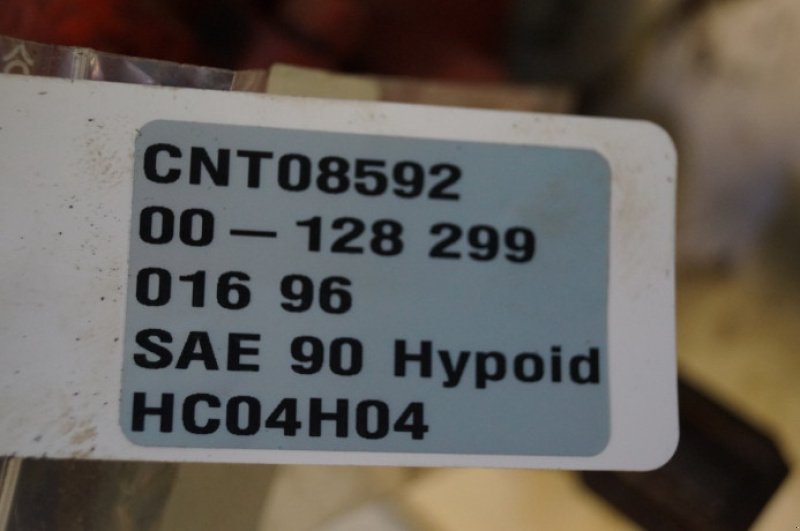 CNT08592
00 — 128 299
016 96
SAE 90 Hypoid
HC04H04